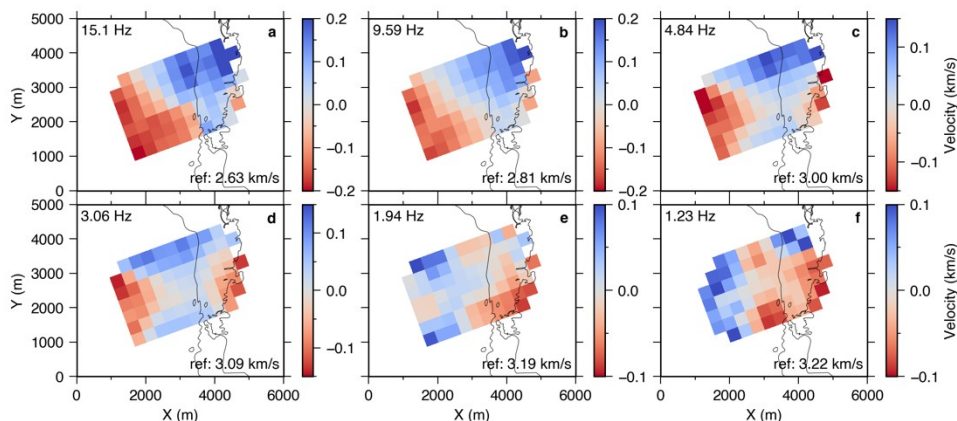 5000
4000
3000
2000
1000
0
Y (m)
15.1 Hz
a
ref: 2.63 km/s
0.2
0.1
0.0
−0.1
−0.2
9.59 Hz
b
ref: 2.81 km/s
0.2
0.1
0.0
−0.1
−0.2
4.84 Hz
c
ref: 3.00 km/s
0.1
0.0
−0.1
Velocity (km/s)
5000
4000
3000
2000
1000
0
Y (m)
3.06 Hz
d
ref: 3.09 km/s
0.1
0.0
−0.1
1.94 Hz
e
ref: 3.19 km/s
0.1
0.0
−0.1
1.23 Hz
f
ref: 3.22 km/s
0.1
0.0
−0.1
Velocity (km/s)
0 2000 4000 6000
X (m)
0 2000 4000 6000
X (m)
0 2000 4000 6000
X (m)